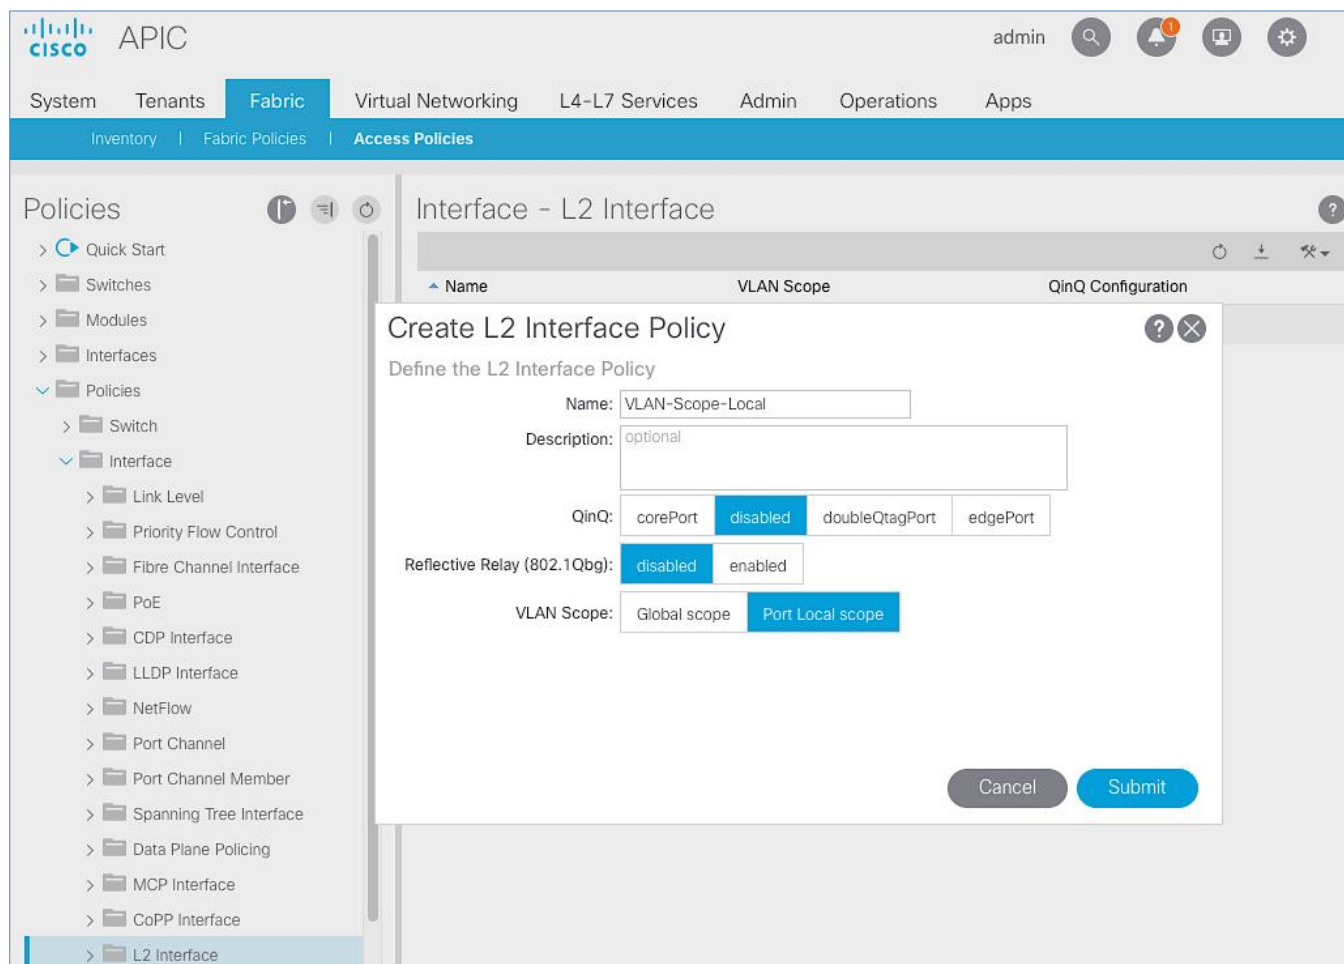 cisco APIC admin 1
System Tenants Fabric Virtual Networking L4-L7 Services Admin Operations Apps
Inventory | Fabric Policies | Access Policies
Policies
Quick Start
Switches
Modules
Interfaces
Policies
Switch
Interface
Link Level
Priority Flow Control
Fibre Channel Interface
PoE
CDP Interface
LLDP Interface
NetFlow
Port Channel
Port Channel Member
Spanning Tree Interface
Data Plane Policing
MCP Interface
CoPP Interface
L2 Interface
Interface - L2 Interface ?
Name VLAN Scope QinQ Configuration
Create L2 Interface Policy ?
Define the L2 Interface Policy
Name: VLAN-Scope-Local
Description: optional
QinQ: corePort disabled doubleQtagPort edgePort
Reflective Relay (802.1Qbg): disabled enabled
VLAN Scope: Global scope Port Local scope
Cancel Submit